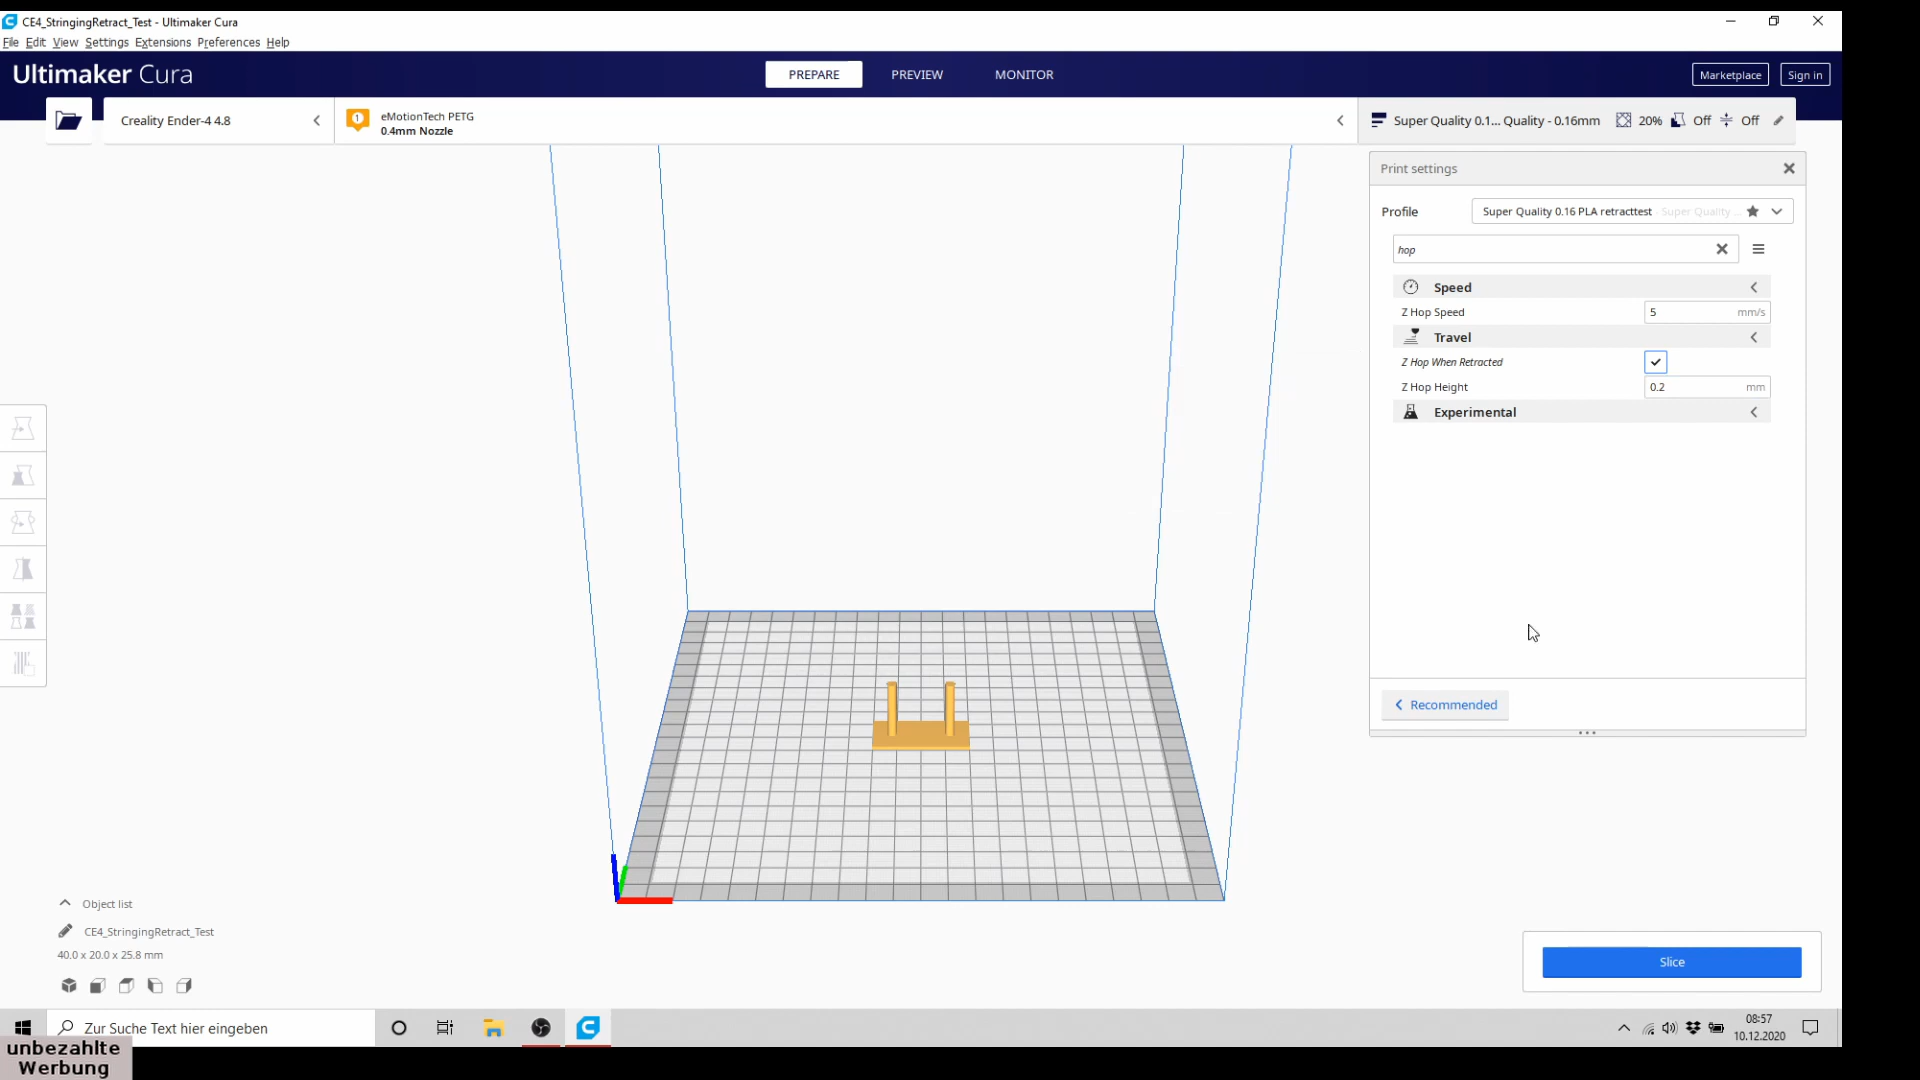 CE4_StringingRetract_Test - Ultimaker Cura
File Edit View Settings Extensions Preferences Help
Ultimaker Cura
PREPARE
PREVIEW
MONITOR
Marketplace
Sign in
Creality Ender-4 4.8
1
eMotionTech PETG
0.4mm Nozzle
Super Quality 0.1... Quality - 0.16mm
20%
Off
Off
Print settings
Profile
Super Quality 0.16 PLA retracttest - Super Quality ...
hop
Speed
Z Hop Speed
5 mm/s
Travel
Z Hop When Retracted
Z Hop Height
0.2 mm
Experimental
Recommended
Object list
CE4_StringingRetract_Test
40.0 x 20.0 x 25.8 mm
Slice
Zur Suche Text hier eingeben
08:57
10.12.2020
unbezahlte
Werbung